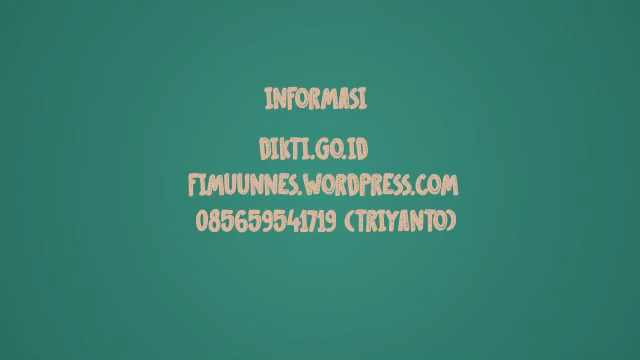 INFORMASI
DIKTI.GO.ID
FIMUUNNES.WORDPRESS.COM
085659541719 (TRIYANTO)